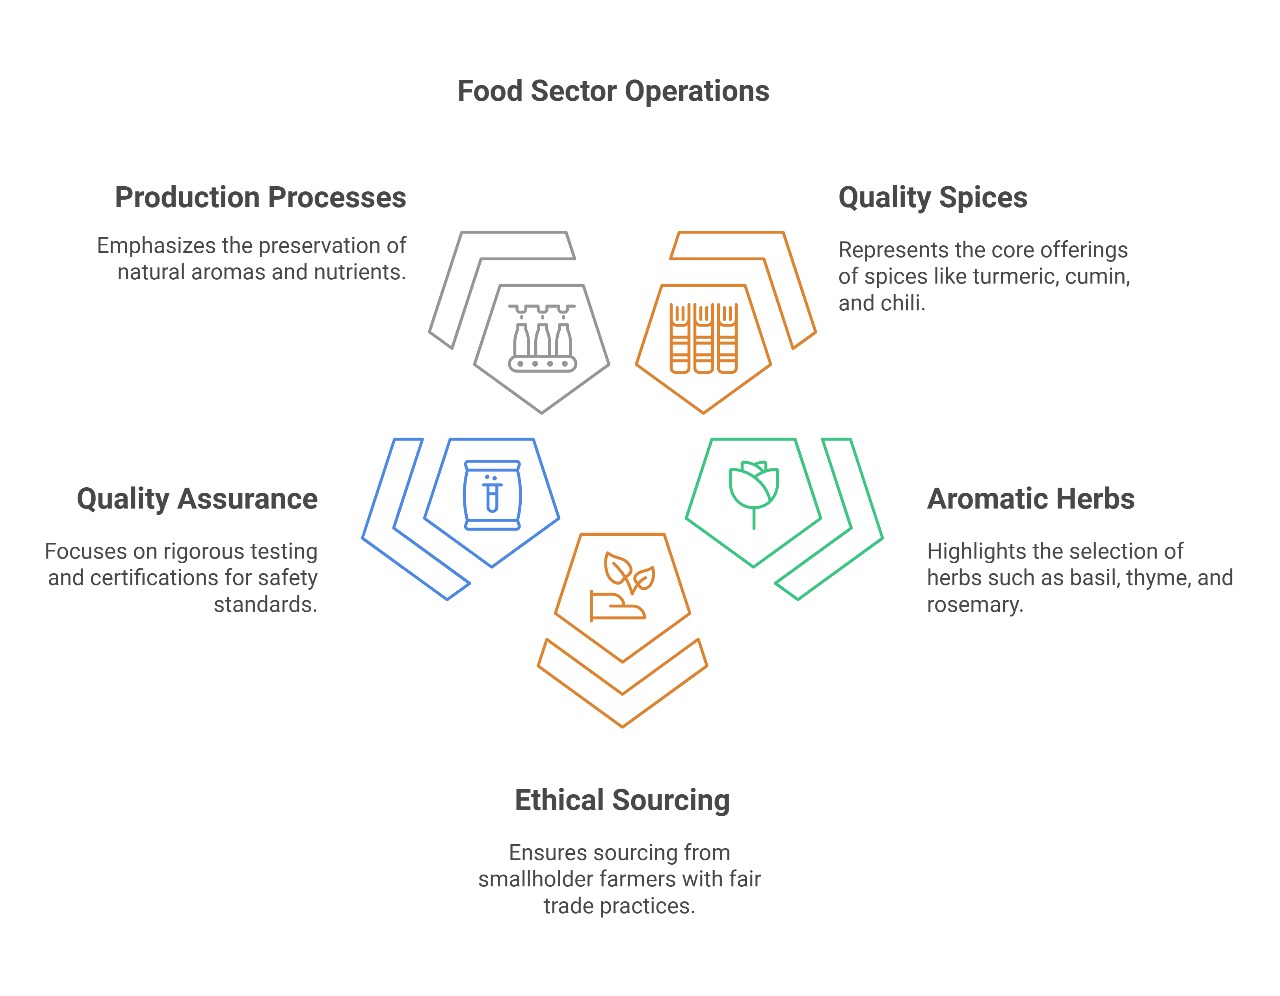 Food Sector Operations
Production Processes
Emphasizes the preservation of
natural aromas and nutrients.
Quality Spices
Represents the core offerings
of spices like turmeric, cumin,
and chili.
Quality Assurance
Focuses on rigorous testing
and certifications for safety
standards.
Aromatic Herbs
Highlights the selection of
herbs such as basil, thyme, and
rosemary.
Ethical Sourcing
Ensures sourcing from
smallholder farmers with fair
trade practices.